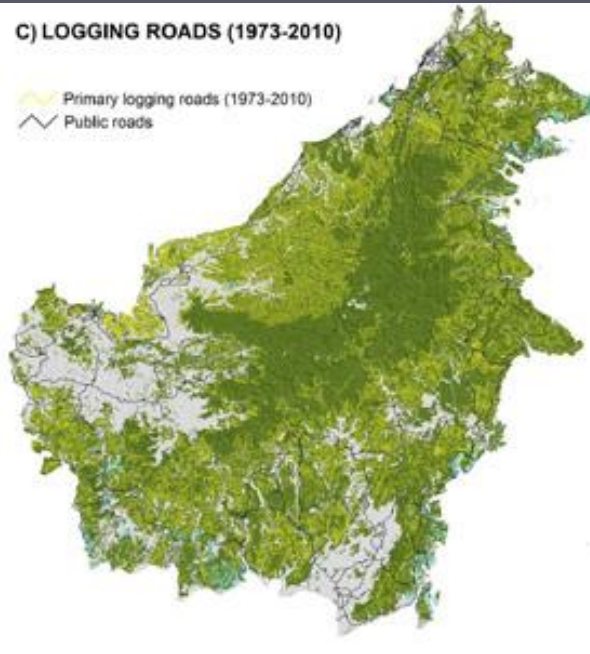 C) LOGGING ROADS (1973-2010)
Primary logging roads (1973-2010)
Public roads